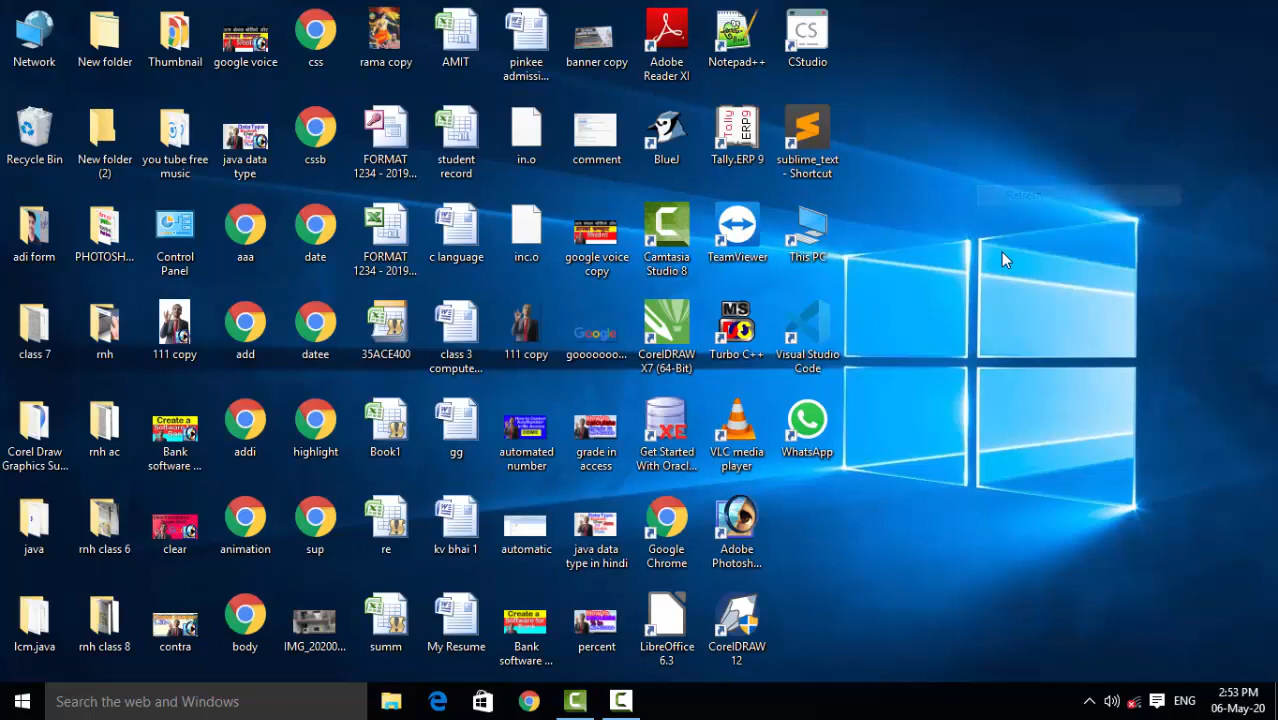 Network
New folder
Thumbnail
google voice
css
rama copy
AMIT
pinkee
admissi...
banner copy
Adobe
Reader XI
Notepad++
CStudio
Recycle Bin
New folder
(2)
you tube free
music
java data
type
cssb
FORMAT
1234 - 2019...
student
record
in.o
comment
BlueJ
Tally.ERP 9
sublime_text
- Shortcut
Refresh
adi form
PHOTOSH...
Control
Panel
aaa
date
FORMAT
1234 - 2019...
c language
inc.o
google voice
copy
Camtasia
Studio 8
TeamViewer
This PC
class 7
rnh
111 copy
add
datee
35ACE400
class 3
compute...
111 copy
Google
gooooooo...
CorelDRAW
X7 (64-Bit)
MS
Turbo C++
Visual Studio
Code
Corel Draw
Graphics Su...
rnh ac
Bank
software ...
addi
highlight
Book1
gg
automated
number
grade in
access
XE
Get Started
With Oracl...
VLC media
player
WhatsApp
java
rnh class 6
clear
animation
sup
re
kv bhai 1
automatic
java data
type in hindi
Google
Chrome
Adobe
Photosh...
lcm.java
rnh class 8
contra
body
IMG_20200...
summ
My Resume
Bank
software ...
percent
LibreOffice
6.3
CorelDRAW
12
Search the web and Windows
ENG
2:53 PM
06-May-20